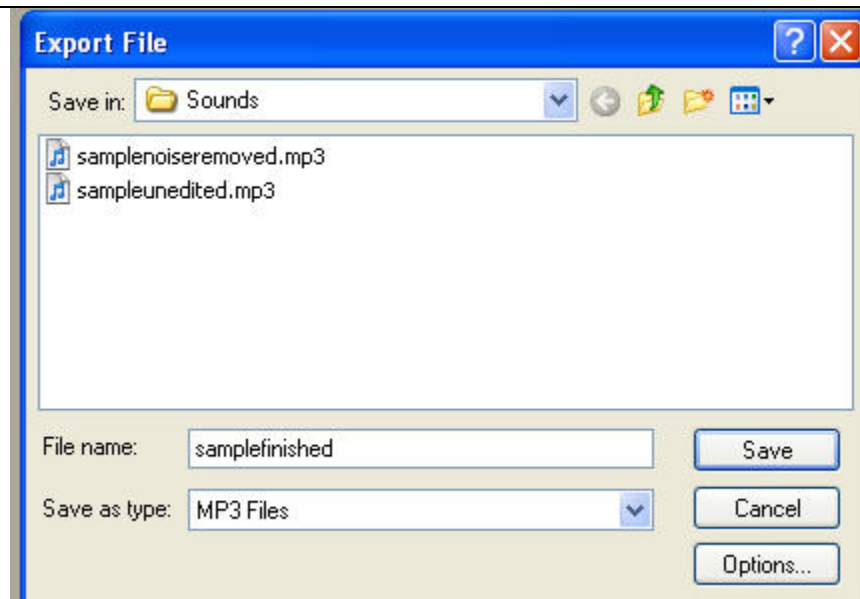 Export File
Save in: Sounds
samplenoiseremoved.mp3
sampleunedited.mp3
File name: samplefinished Save
Save as type: MP3 Files Cancel
Options...